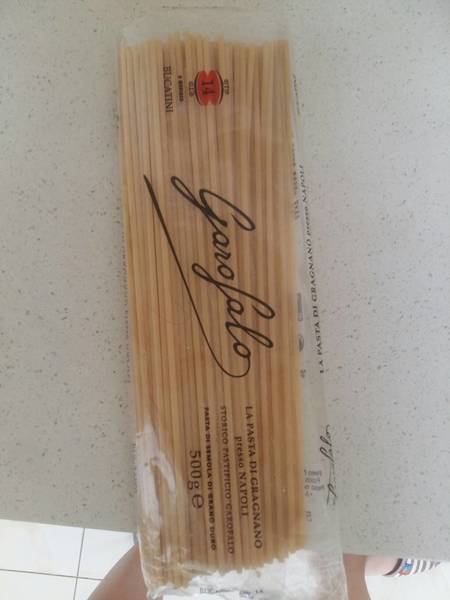 BUCATINI
14
Garofalo
LA PASTA DI GRAGNANO
presso NAPOLI
STORICO PASTIFICIO GAROFALO
PASTA DI SEMOLA DI GRANO DURO
500g e
LA PASTA DI GRAGNANO presso NAPOLI